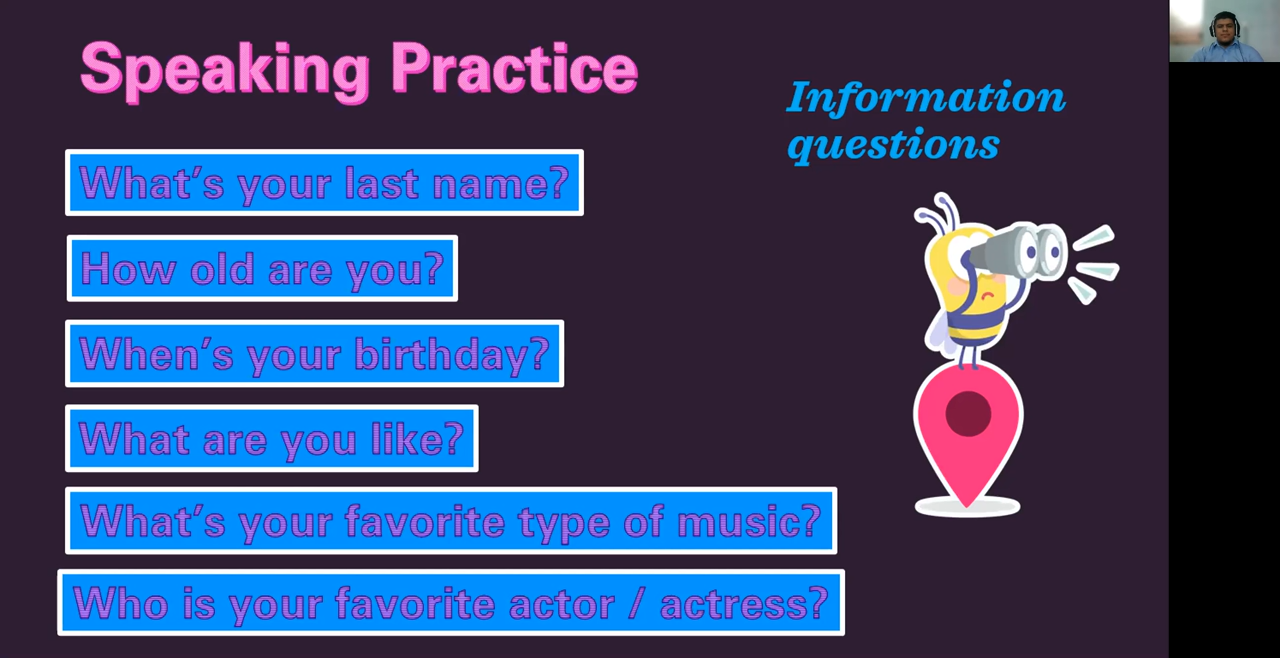 Speaking Practice
Information
questions
What's your last name?
How old are you?
When's your birthday?
What are you like?
What's your favorite type of music?
Who is your favorite actor / actress?